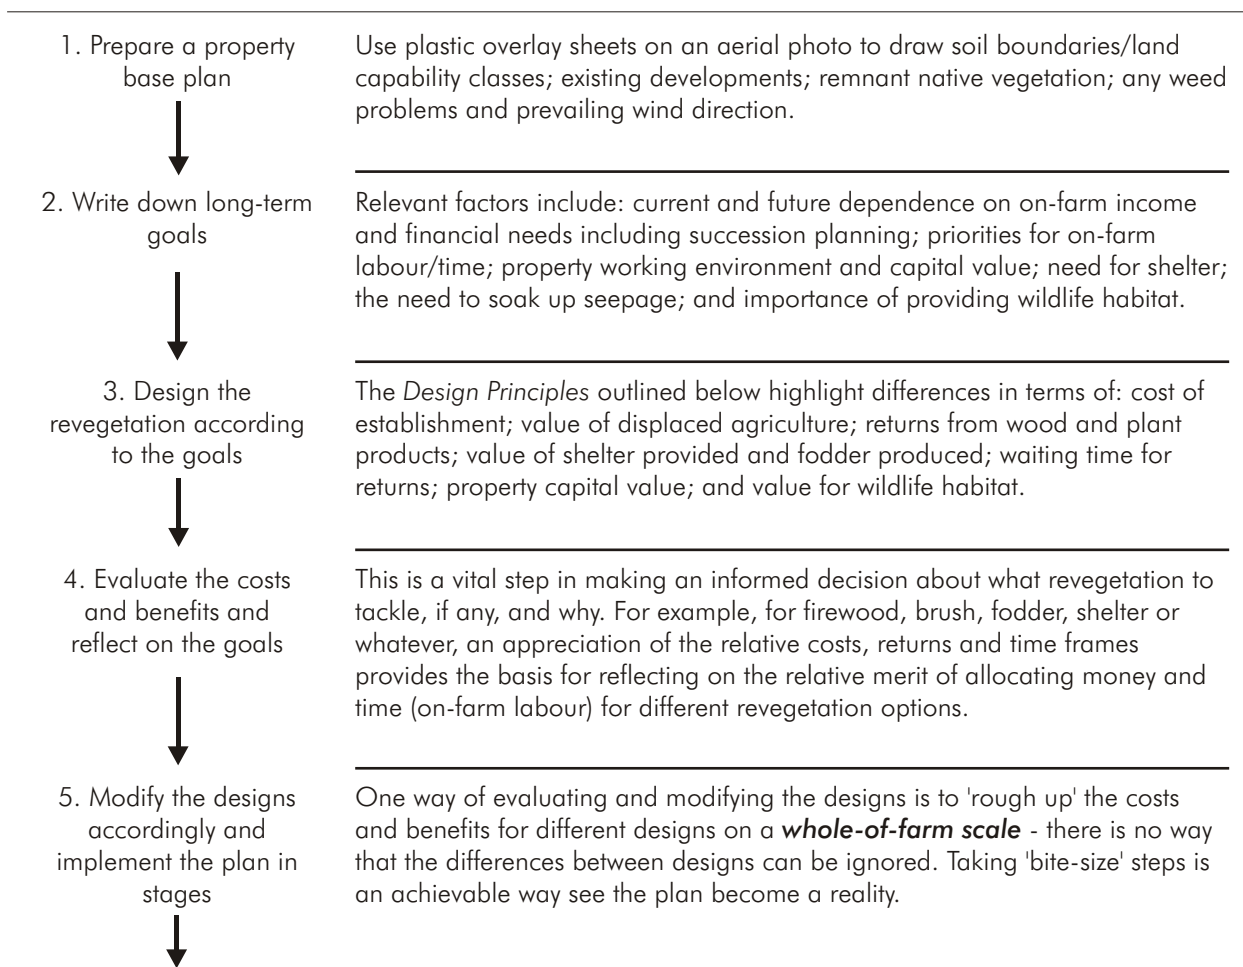 1. Prepare a property
base plan
Use plastic overlay sheets on an aerial photo to draw soil boundaries/land
capability classes; existing developments; remnant native vegetation; any weed
problems and prevailing wind direction.
2. Write down long-term
goals
Relevant factors include: current and future dependence on on-farm income
and financial needs including succession planning; priorities for on-farm
labour/time; property working environment and capital value; need for shelter;
the need to soak up seepage; and importance of providing wildlife habitat.
3. Design the
revegetation according
to the goals
The Design Principles outlined below highlight differences in terms of: cost of
establishment; value of displaced agriculture; returns from wood and plant
products; value of shelter provided and fodder produced; waiting time for
returns; property capital value; and value for wildlife habitat.
4. Evaluate the costs
and benefits and
reflect on the goals
This is a vital step in making an informed decision about what revegetation to
tackle, if any, and why. For example, for firewood, brush, fodder, shelter or
whatever, an appreciation of the relative costs, returns and time frames
provides the basis for reflecting on the relative merit of allocating money and
time (on-farm labour) for different revegetation options.
5. Modify the designs
accordingly and
implement the plan in
stages
One way of evaluating and modifying the designs is to 'rough up' the costs
and benefits for different designs on a whole-of-farm scale - there is no way
that the differences between designs can be ignored. Taking 'bite-size' steps is
an achievable way see the plan become a reality.